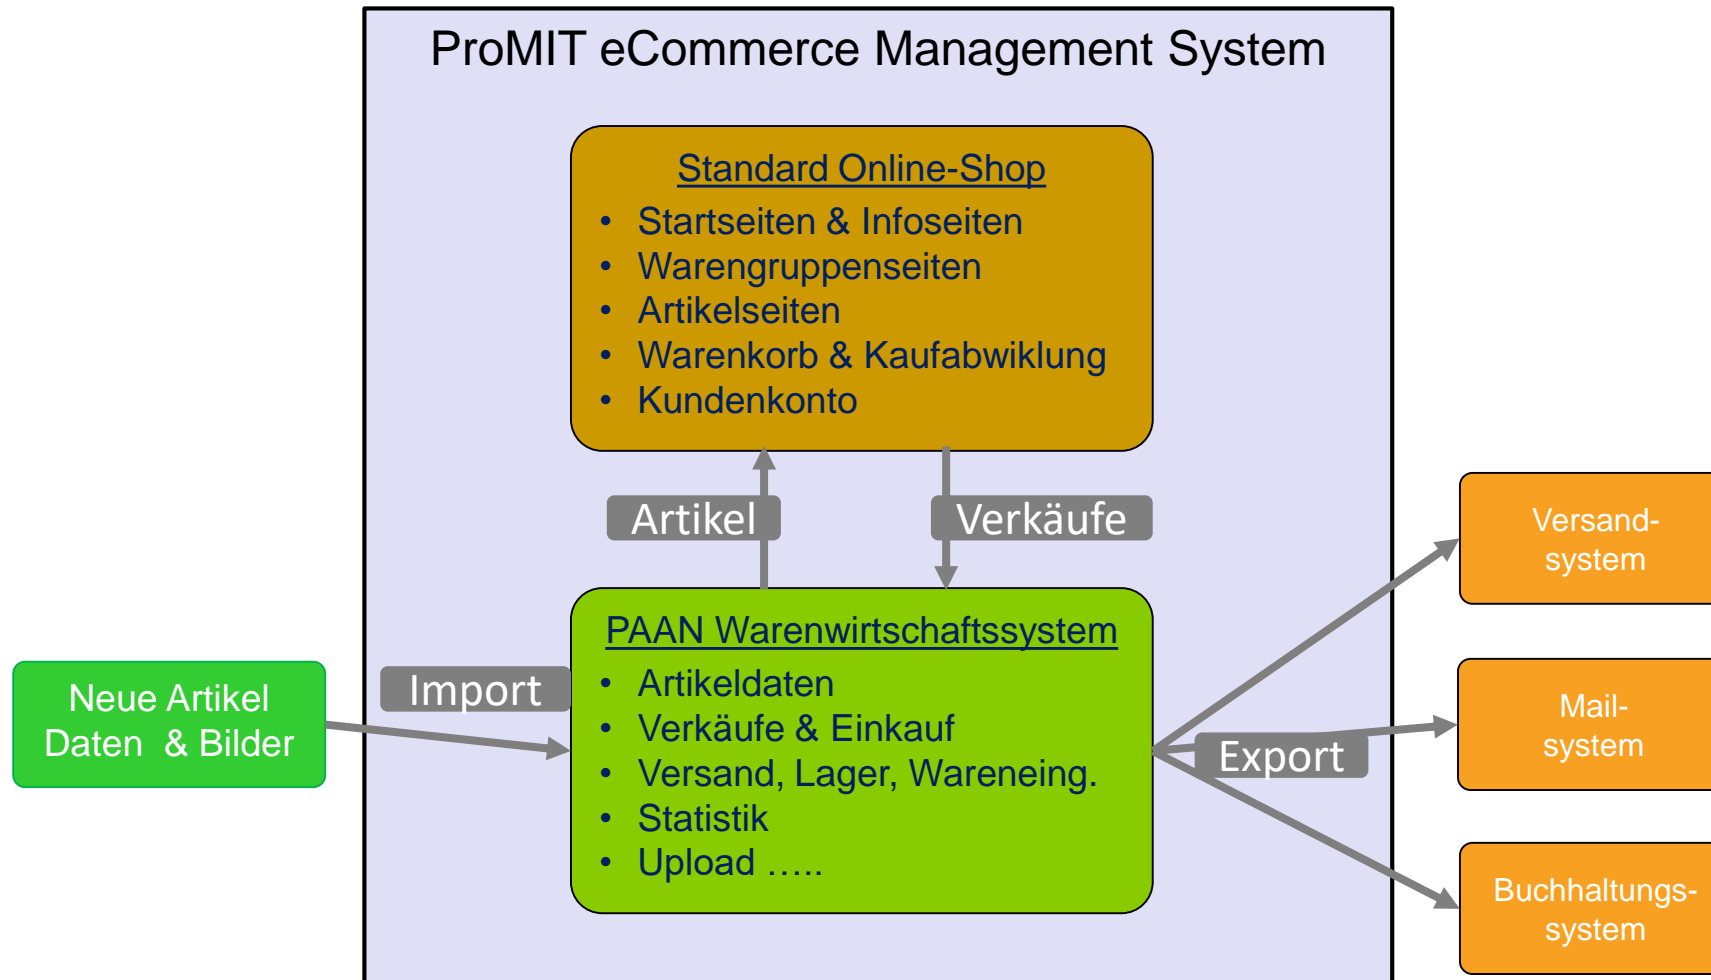 ProMIT eCommerce Management System
Standard Online-Shop
• Startseiten & Infoseiten
• Warengruppenseiten
• Artikelseiten
• Warenkorb & Kaufabwiklung
• Kundenkonto
Artikel
Verkäufe
PAAN Warenwirtschaftssystem
• Artikeldaten
• Verkäufe & Einkauf
• Versand, Lager, Wareneing.
• Statistik
• Upload …..
Neue Artikel
Daten & Bilder
Import
Export
Versand-
system
Mail-
system
Buchhaltungs-
system